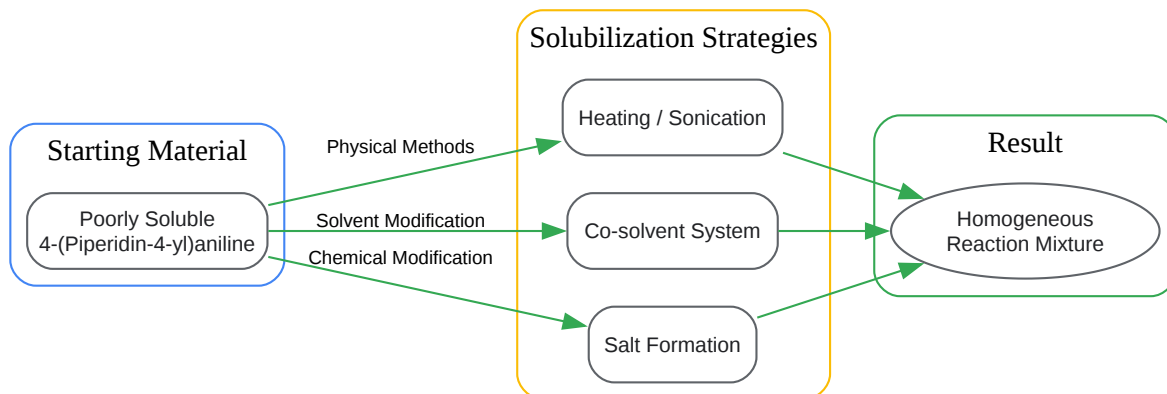 Solubilization Strategies
Starting Material
Poorly Soluble
4-(Piperidin-4-yl)aniline
Physical Methods
Solvent Modification
Chemical Modification
Heating / Sonication
Co-solvent System
Salt Formation
Result
Homogeneous
Reaction Mixture